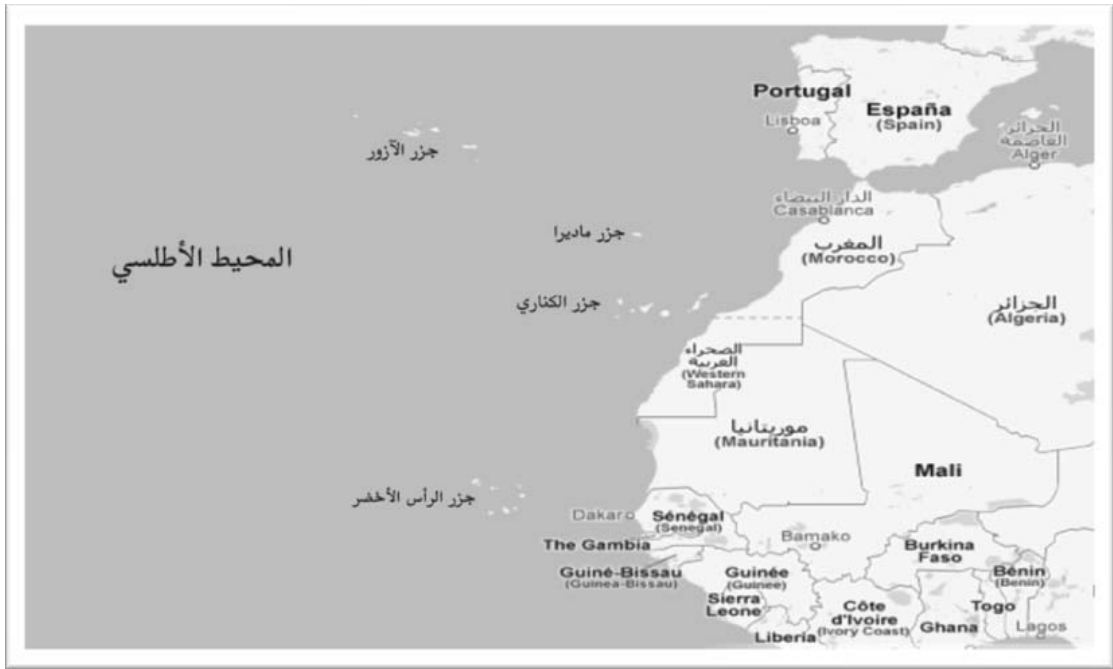 Portugal
Lisboa
España
(Spain)
الجزائر
العاصمة
Alger
جزر الآزور
الدار البيضاء
Casablanca
جزر ماديرا
المغرب
(Morocco)
المحيط الأطلسي
جزر الكناري
الجزائر
(Algeria)
الصحراء
الغربية
(Western
Sahara)
موريتانيا
(Mauritania)
Mali
جزر الرأس الأخضر
Dakar
Sénégal
(Senegal)
The Gambia
Bamako
Burkina
Faso
Guiné-Bissau
(Guinea-Bissau)
Guinée
(Guinee)
Bénin
(Benin)
Sierra
Leone
Côte
d'Ivoire
(Ivory Coast)
Togo
Ghana
Lagos
Liberia